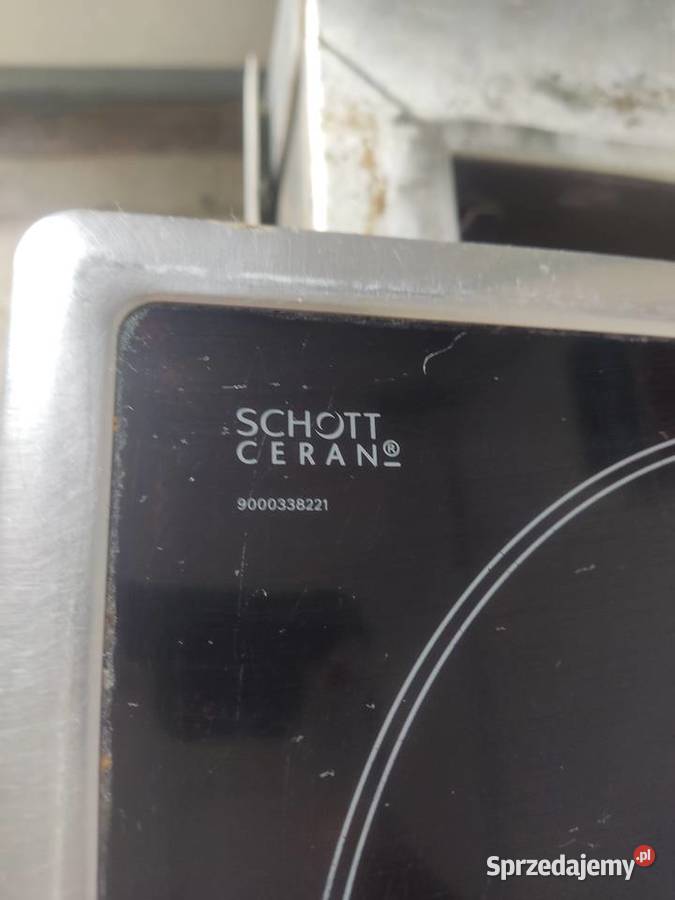 SCHOTT
CERAN®
9000338221
Sprzedajemy.pl